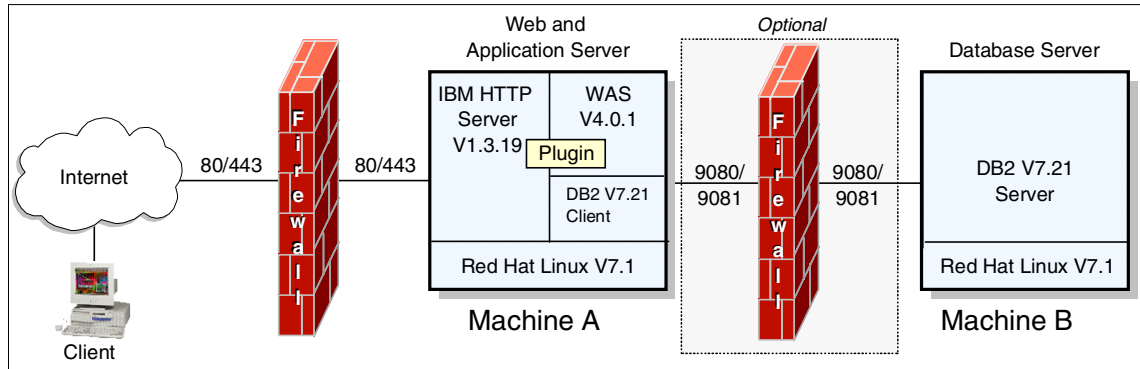 Web and
Application Server
Optional
Database Server
Internet
Client
80/443
Firewall
80/443
IBM HTTP
Server
V1.3.19
WAS
V4.0.1
Plugin
DB2 V7.21
Client
Red Hat Linux V7.1
Machine A
9080/
9081
Firewall
9080/
9081
DB2 V7.21
Server
Red Hat Linux V7.1
Machine B